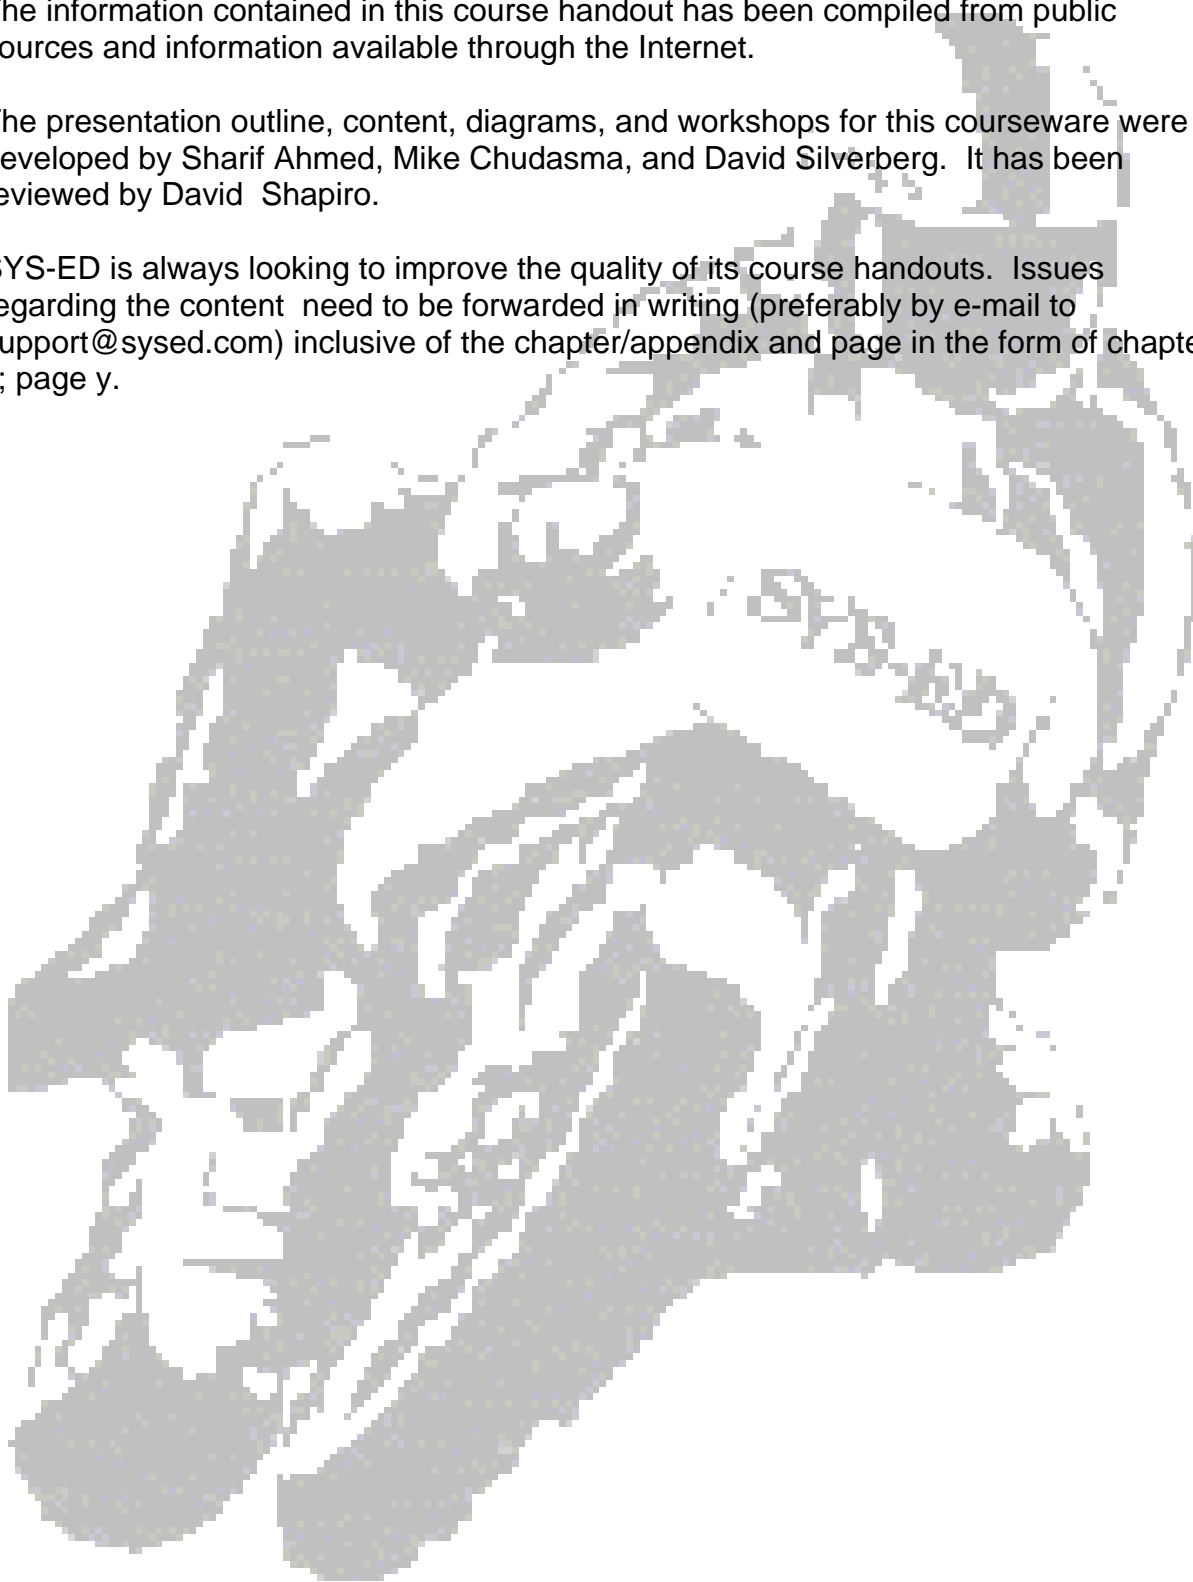 he information contained in this course handout has been compiled from public
ources and information available through the Internet.
he presentation outline, content, diagrams, and workshops for this courseware were
eveloped by Sharif Ahmed, Mike Chudasma, and David Silverberg.  It has been
eviewed by David  Shapiro.
SYS-ED is always looking to improve the quality of its course handouts.  Issues
egarding the content  need to be forwarded in writing (preferably by e-mail to
upport@sysed.com) inclusive of the chapter/appendix and page in the form of chapte
; page y.
SYS-ED